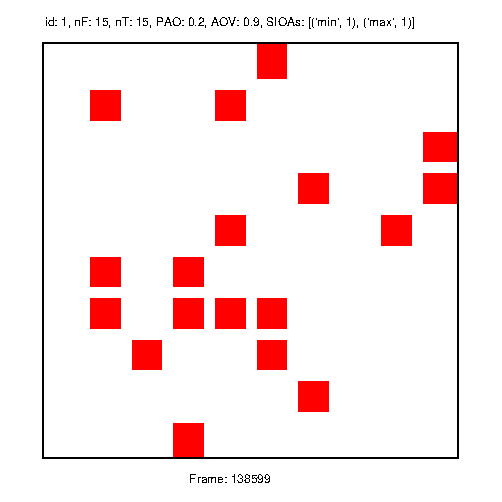 id: 1, nF: 15, nT: 15, PAO: 0.2, AOV: 0.9, SIOAs: [('min', 1), ('max', 1)]
Frame: 138599